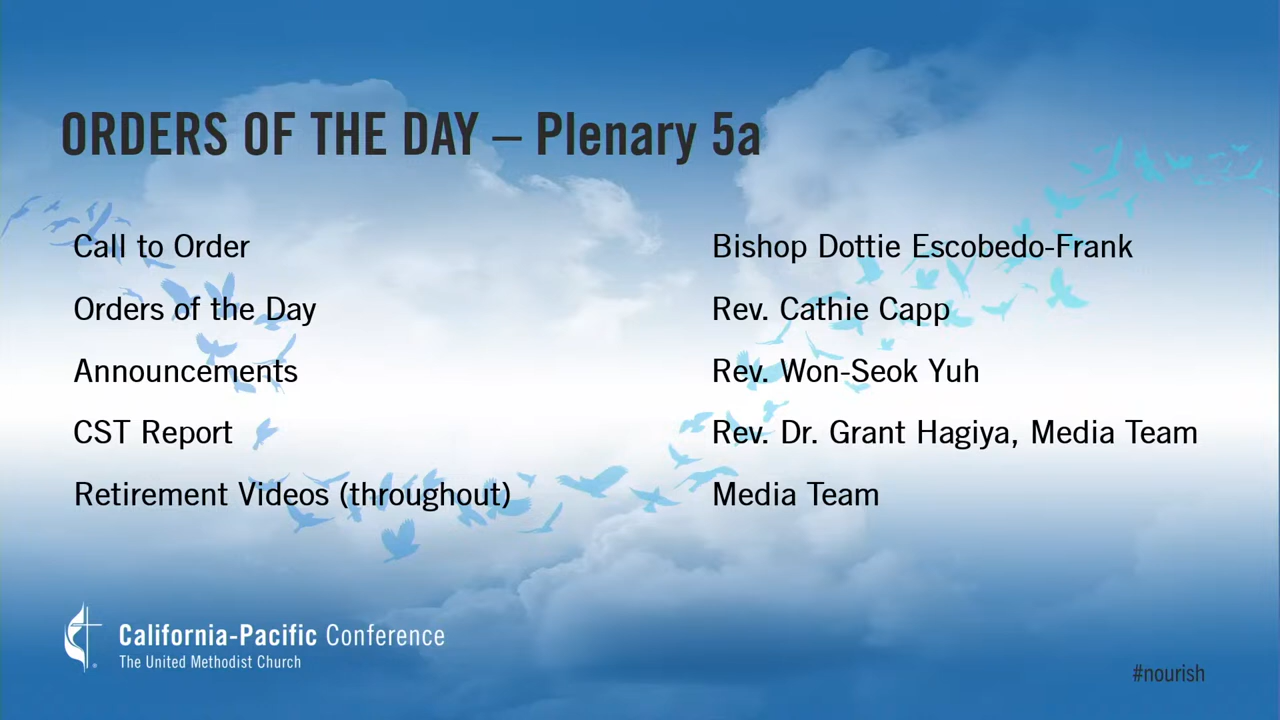 ORDERS OF THE DAY – Plenary 5a
Call to Order Bishop Dottie Escobedo-Frank
Orders of the Day Rev. Cathie Capp
Announcements Rev. Won-Seok Yuh
CST Report Rev. Dr. Grant Hagiya, Media Team
Retirement Videos (throughout) Media Team
California-Pacific Conference
The United Methodist Church
#nourish